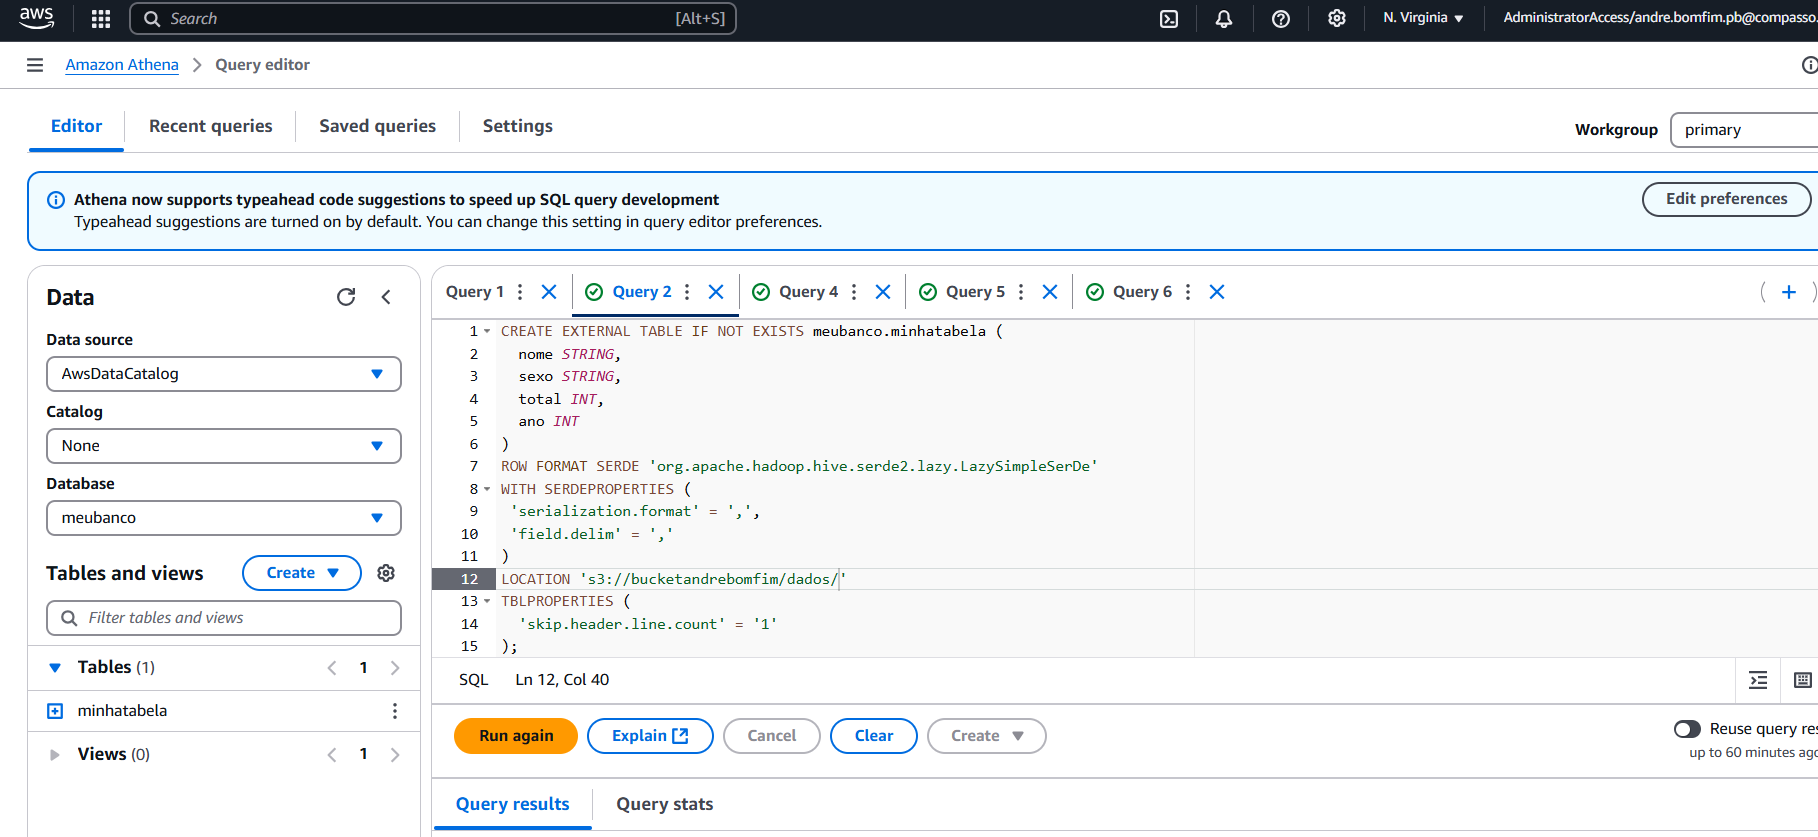 aws
Search [Alt+S]
N. Virginia
AdministratorAccess/andre.bomfim.pb@compasso.
Amazon Athena
Query editor
Editor
Recent queries
Saved queries
Settings
Workgroup
primary
Athena now supports typeahead code suggestions to speed up SQL query development
Typeahead suggestions are turned on by default. You can change this setting in query editor preferences.
Edit preferences
Data
Data source
AwsDataCatalog
Catalog
None
Database
meubanco
Tables and views
Create
Filter tables and views
Tables (1)
1
minhatabela
Views (0)
1
Query 1
Query 2
Query 4
Query 5
Query 6
1 CREATE EXTERNAL TABLE IF NOT EXISTS meubanco.minhatabela (
2 nome STRING,
3 sexo STRING,
4 total INT,
5 ano INT
6 )
7 ROW FORMAT SERDE 'org.apache.hadoop.hive.serde2.lazy.LazySimpleSerDe'
8 WITH SERDEPROPERTIES (
9 'serialization.format' = ',',
10 'field.delim' = ','
11 )
12 LOCATION 's3://bucketandrebomfim/dados/'
13 TBLPROPERTIES (
14 'skip.header.line.count' = '1'
15 );
SQL
Ln 12, Col 40
Run again
Explain
Cancel
Clear
Create
Reuse query res
up to 60 minutes ago
Query results
Query stats